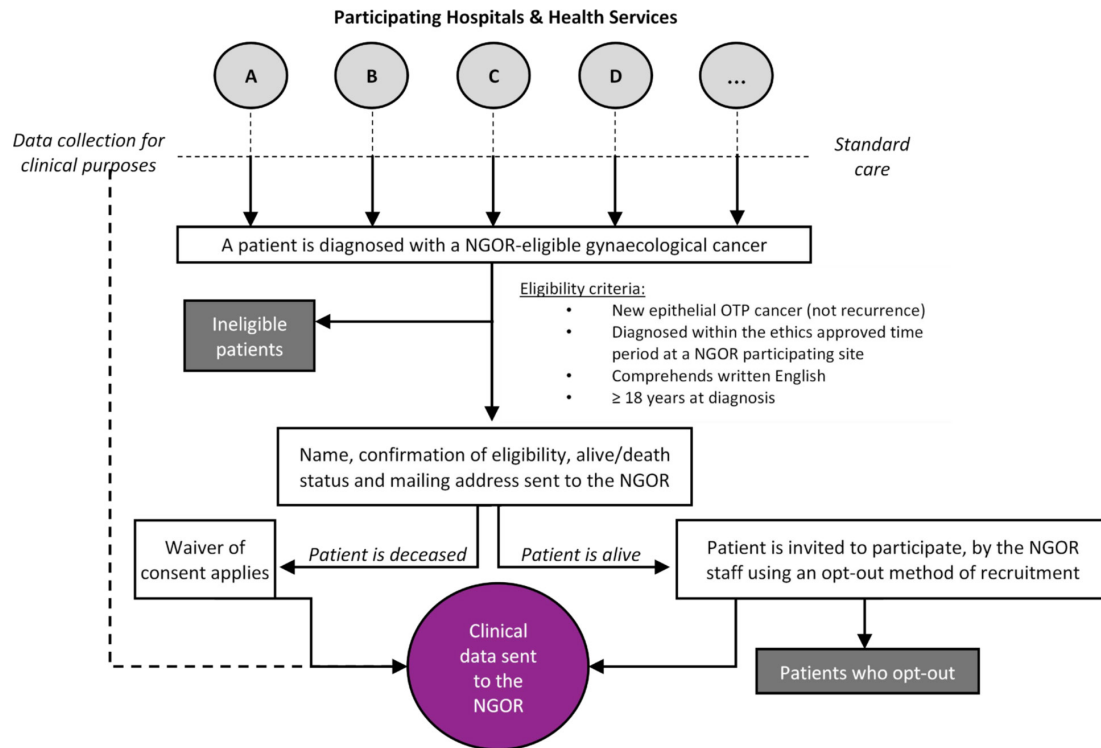 Participating Hospitals & Health Services
A
B
C
D
...
Data collection for
clinical purposes
Standard
care
A patient is diagnosed with a NGOR-eligible gynaecological cancer
Eligibility criteria:
• New epithelial OTP cancer (not recurrence)
• Diagnosed within the ethics approved time
period at a NGOR participating site
• Comprehends written English
• ≥ 18 years at diagnosis
Ineligible
patients
Name, confirmation of eligibility, alive/death
status and mailing address sent to the NGOR
Waiver of
consent applies
Patient is deceased
Patient is alive
Patient is invited to participate, by the NGOR
staff using an opt-out method of recruitment
Clinical
data sent
to the
NGOR
Patients who opt-out